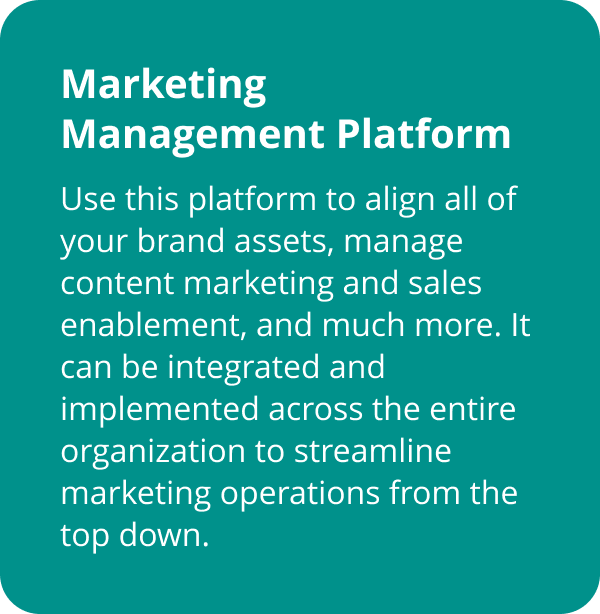 Marketing
Management Platform
Use this platform to align all of
your brand assets, manage
content marketing and sales
enablement, and much more. It
can be integrated and
implemented across the entire
organization to streamline
marketing operations from the
top down.